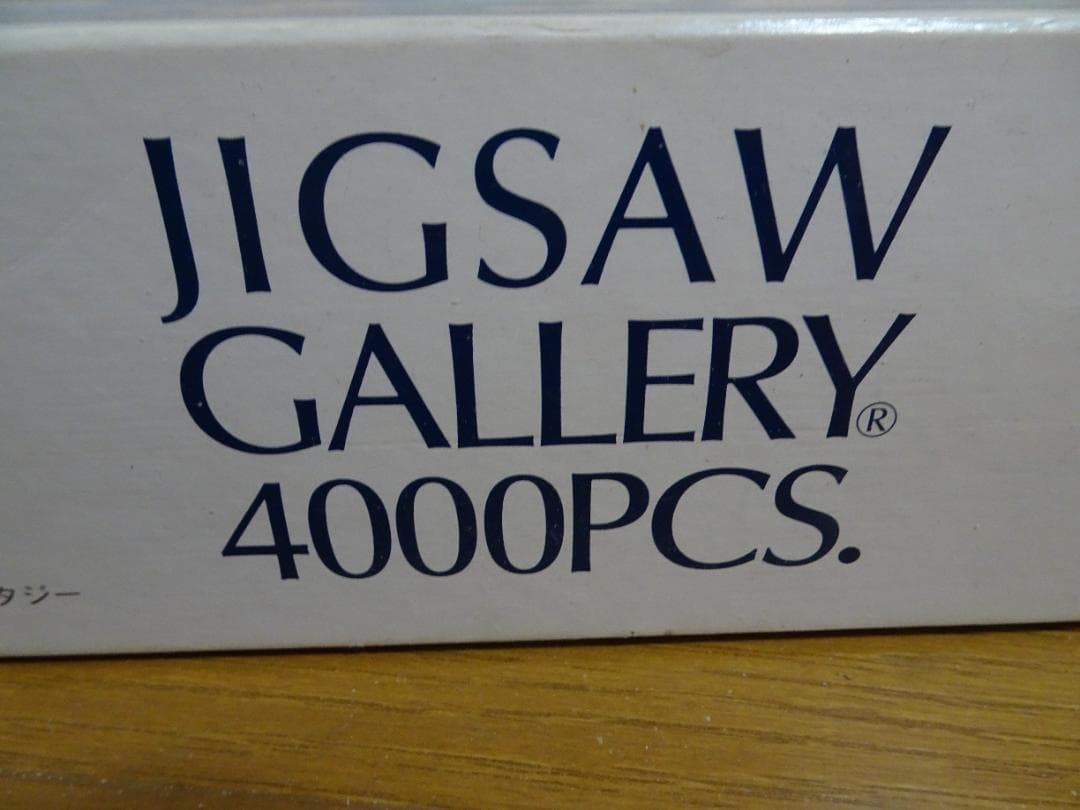 JIGSAW
GALLERY®
4000PCS.
タジー